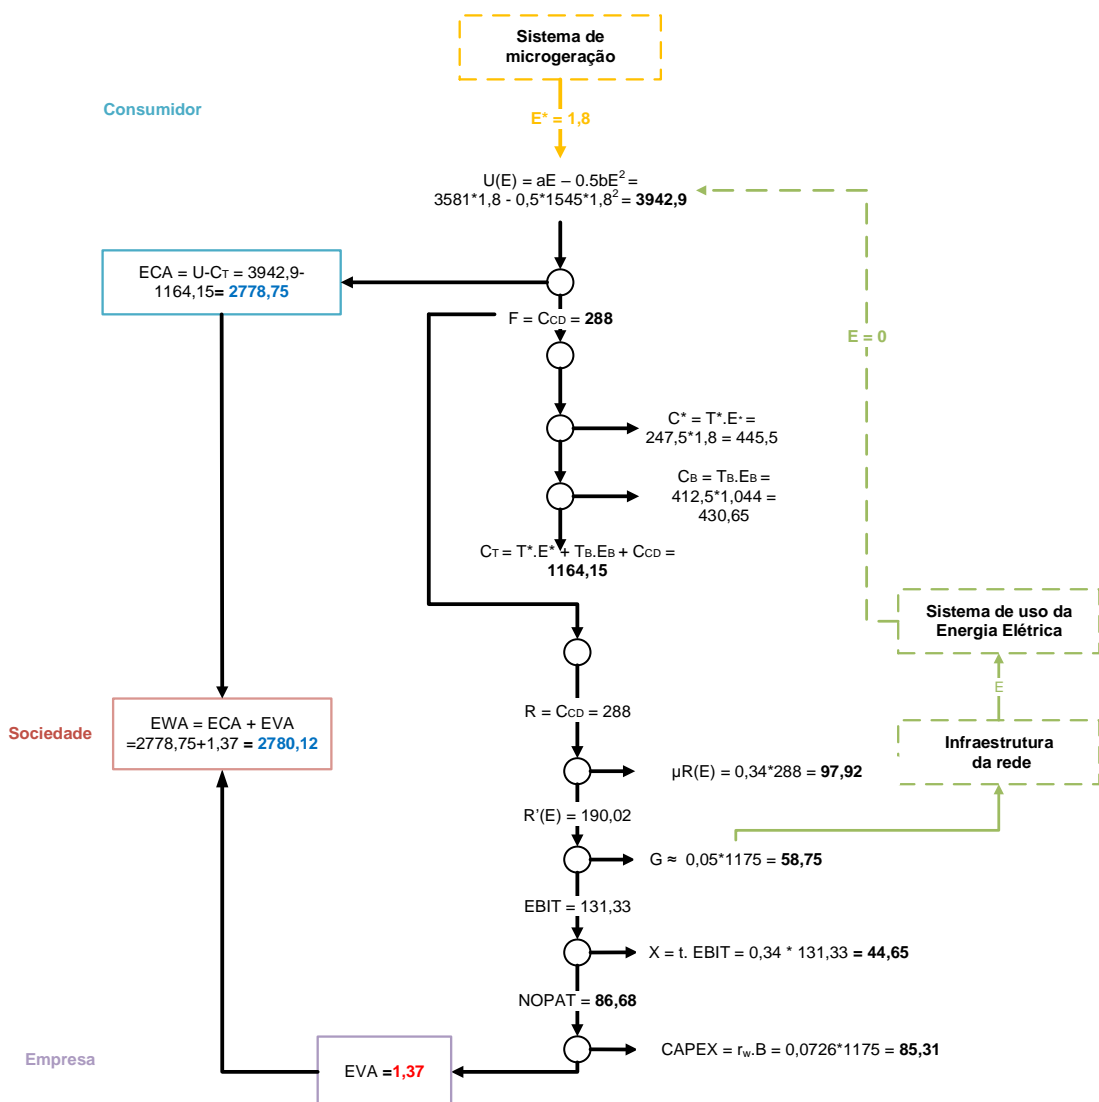 Sistema de
microgeração
Consumidor
E* = 1,8
U(E) = aE – 0.5bE² =
3581*1,8 - 0,5*1545*1,8² = 3942,9
ECA = U-CT = 3942,9-
1164,15= 2778,75
F = CCD = 288
E = 0
C* = T*.E* =
247,5*1,8 = 445,5
CB = TB.EB =
412,5*1,044 =
430,65
CT = T*.E* + TB.EB + CCD =
1164,15
Sistema de uso da
Energia Elétrica
E
R = CCD = 288
Sociedade
EWA = ECA + EVA
=2778,75+1,37 = 2780,12
Infraestrutura
da rede
µR(E) = 0,34*288 = 97,92
R'(E) = 190,02
G ≈ 0,05*1175 = 58,75
EBIT = 131,33
X = t. EBIT = 0,34 * 131,33 = 44,65
NOPAT = 86,68
CAPEX = rw.B = 0,0726*1175 = 85,31
Empresa
EVA =1,37